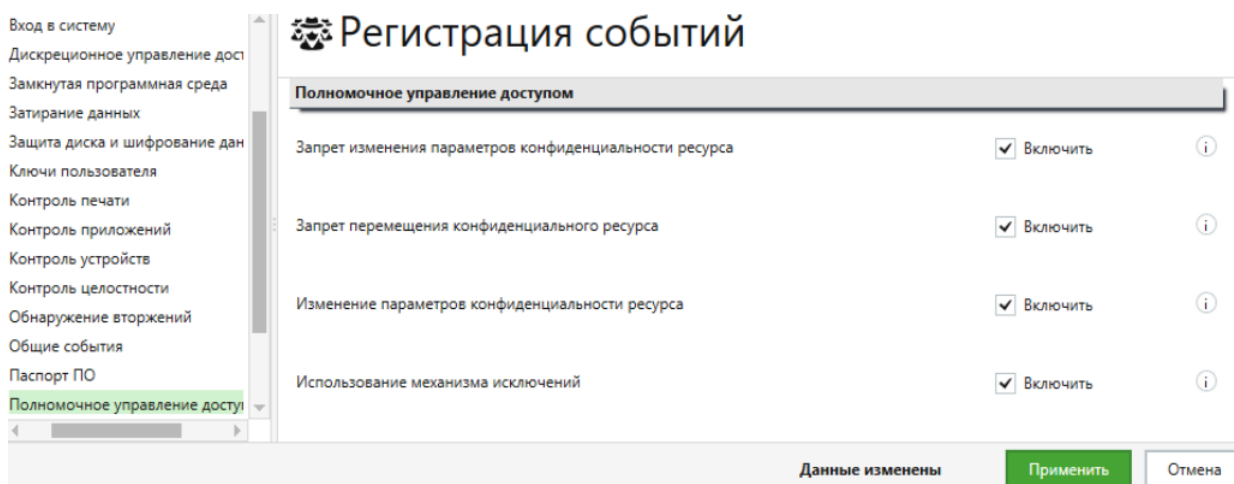 Вход в систему
Дискреционное управление дост
Замкнутая программная среда
Затирание данных
Защита диска и шифрование дан
Ключи пользователя
Контроль печати
Контроль приложений
Контроль устройств
Контроль целостности
Обнаружение вторжений
Общие события
Паспорт ПО
Полномочное управление досту
Регистрация событий
Полномочное управление доступом
Запрет изменения параметров конфиденциальности ресурса Включить
Запрет перемещения конфиденциального ресурса Включить
Изменение параметров конфиденциальности ресурса Включить
Использование механизма исключений Включить
Данные изменены Применить Отмена